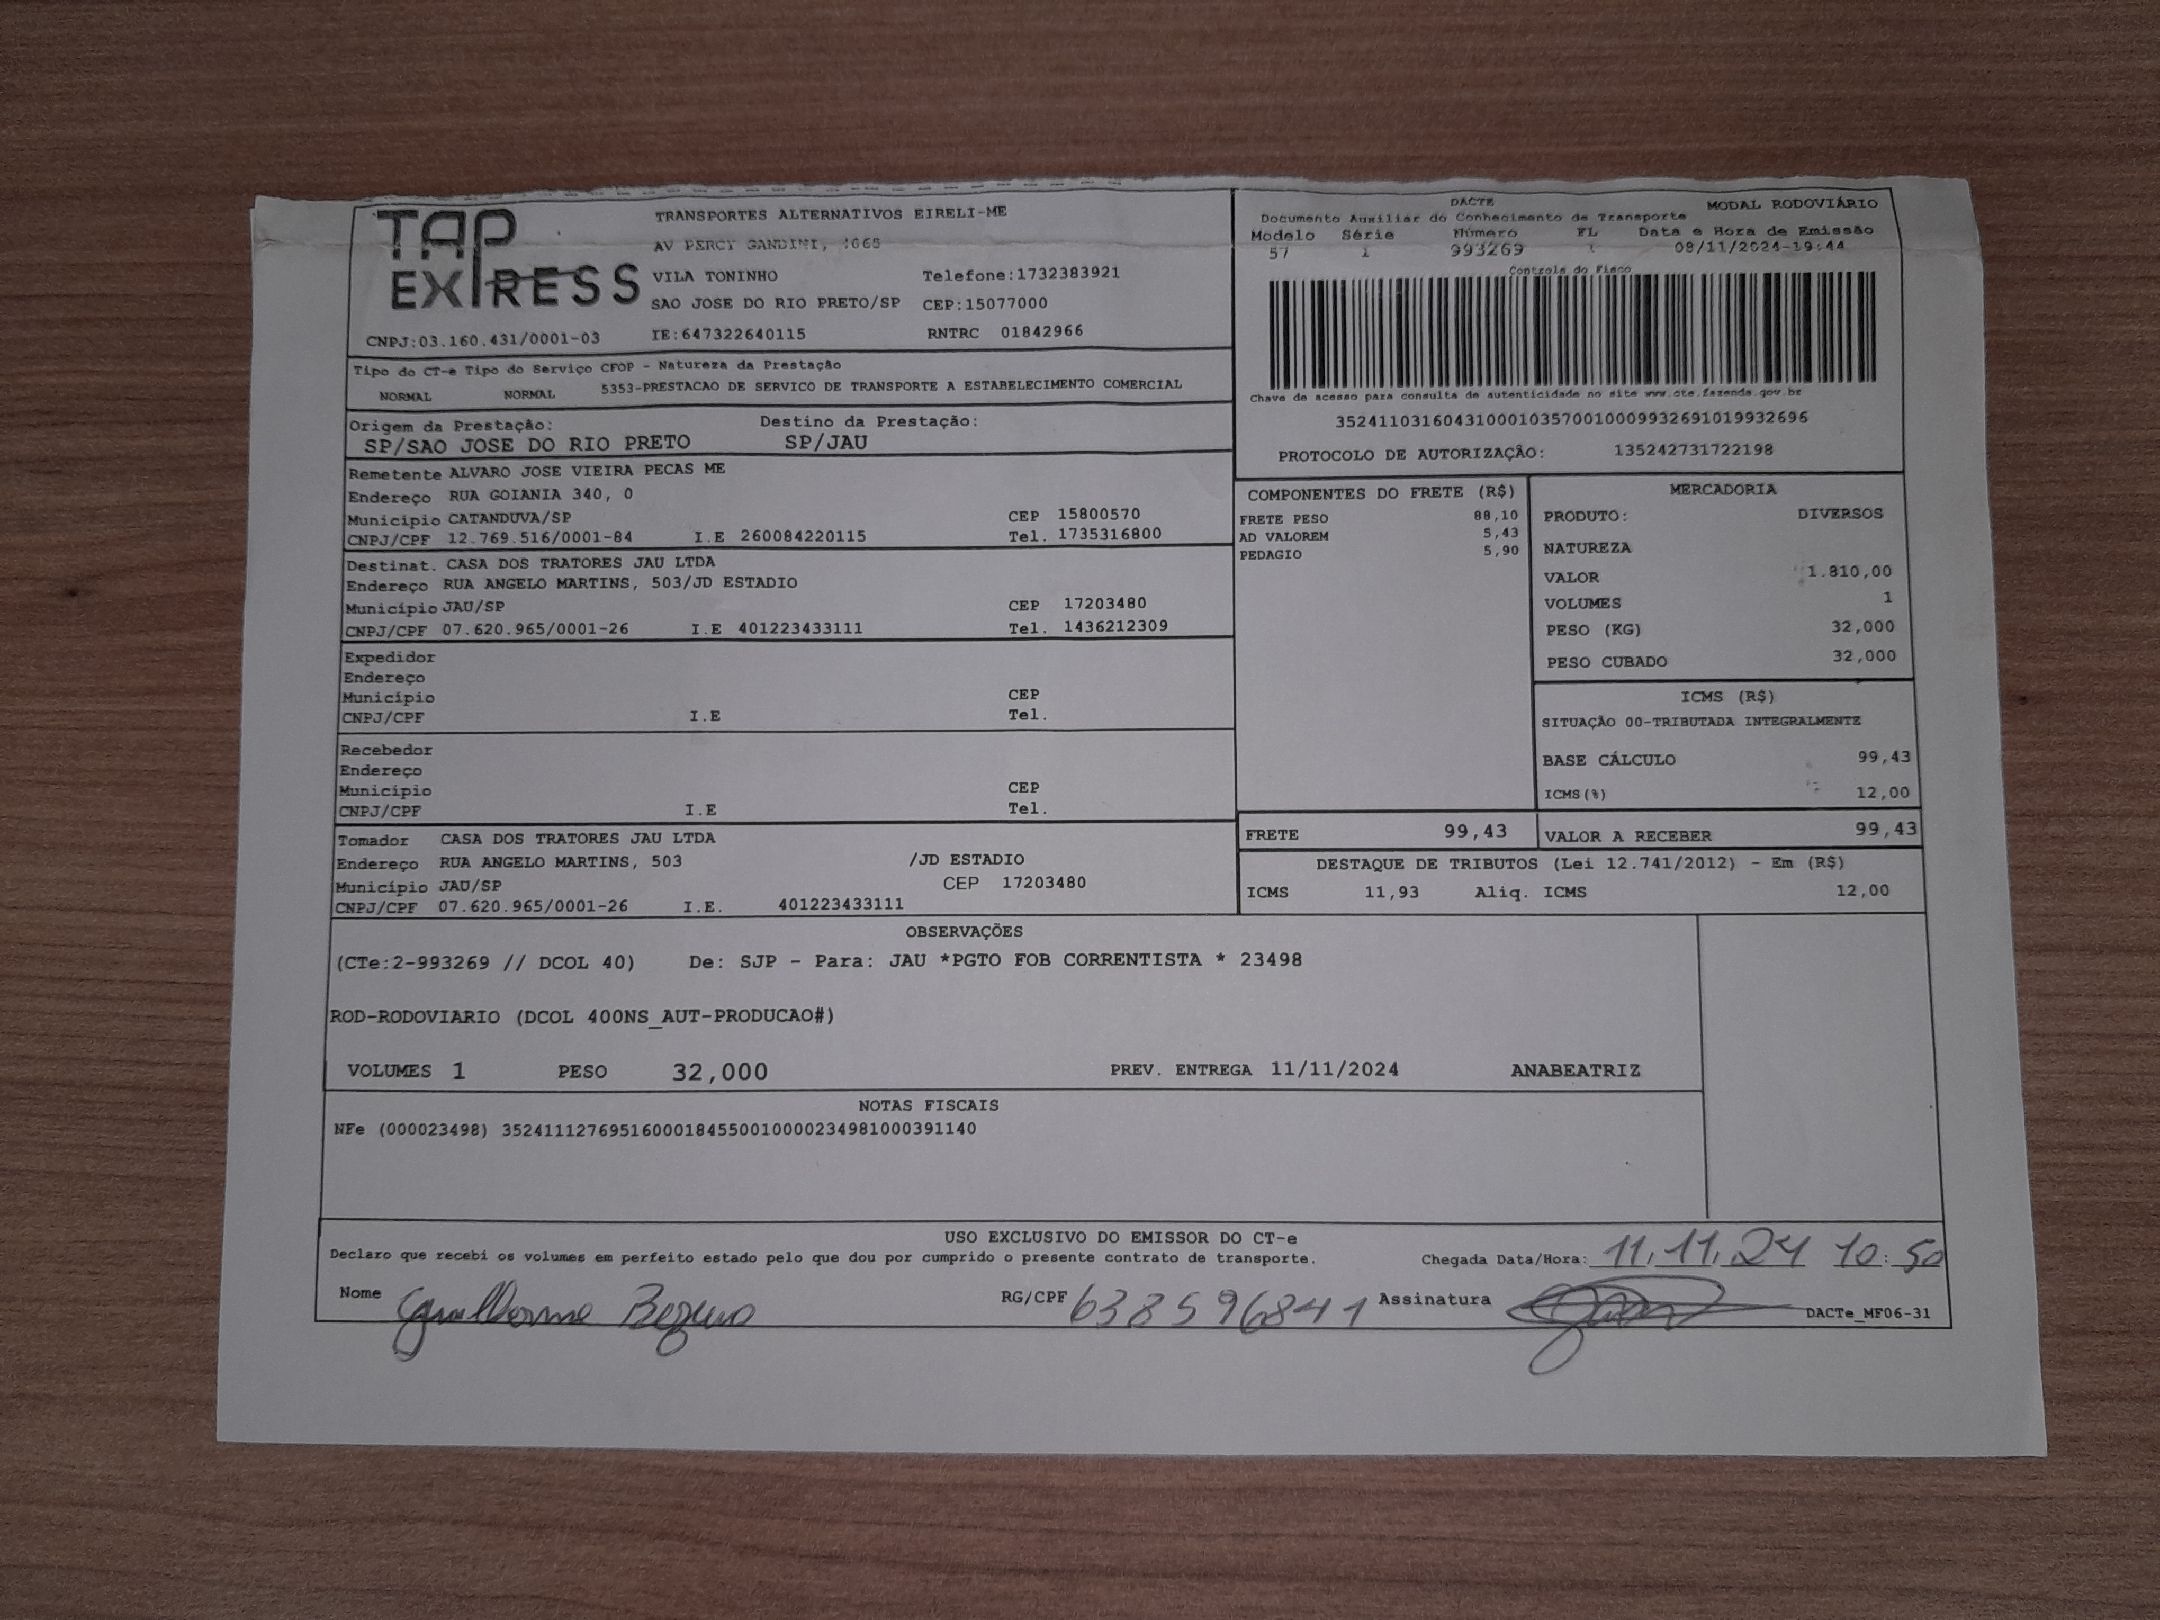 TAP EXPRESS
TRANSPORTES ALTERNATIVOS EIRELI-ME
AV PERCY GANDINI, 1065
VILA TONINHO Telefone:1732383921
SAO JOSE DO RIO PRETO/SP CEP:15077000
CNPJ:03.160.431/0001-03 IE:647322640115 RNTRC 01842966
DACTE MODAL RODOVIÁRIO
Documento Auxiliar do Conhecimento de Transporte
Modelo Série Número FL Data e Hora de Emissão
57 1 993269 1 08/11/2024-19:44
Controle do Fisco
Chave de acesso para consulta de autenticidade no site www.cte.fazenda.gov.br
35241103160431000103570010009932691019932696
PROTOCOLO DE AUTORIZAÇÃO: 135242731722198
Tipo do CT-e Tipo do Serviço CFOP - Natureza da Prestação
NORMAL NORMAL 5353-PRESTACAO DE SERVICO DE TRANSPORTE A ESTABELECIMENTO COMERCIAL
Origem da Prestação: Destino da Prestação:
SP/SAO JOSE DO RIO PRETO SP/JAU
Remetente ALVARO JOSE VIEIRA PECAS ME
Endereço RUA GOIANIA 340, 0
Município CATANDUVA/SP CEP 15800570
CNPJ/CPF 12.769.516/0001-84 I.E 260084220115 Tel. 1735316800
Destinat. CASA DOS TRATORES JAU LTDA
Endereço RUA ANGELO MARTINS, 503/JD ESTADIO
Município JAU/SP CEP 17203480
CNPJ/CPF 07.620.965/0001-26 I.E 401223433111 Tel. 1436212309
Expedidor
Endereço
Município CEP
CNPJ/CPF I.E Tel.
Recebedor
Endereço
Município CEP
CNPJ/CPF I.E Tel.
Tomador CASA DOS TRATORES JAU LTDA
Endereço RUA ANGELO MARTINS, 503 /JD ESTADIO
Município JAU/SP CEP 17203480
CNPJ/CPF 07.620.965/0001-26 I.E. 401223433111
COMPONENTES DO FRETE (R$)
FRETE PESO 88,10
AD VALOREM 5,43
PEDAGIO 5,90
MERCADORIA
PRODUTO: DIVERSOS
NATUREZA
VALOR 1.810,00
VOLUMES 1
PESO (KG) 32,000
PESO CUBADO 32,000
ICMS (R$)
SITUAÇÃO 00-TRIBUTADA INTEGRALMENTE
BASE CÁLCULO 99,43
ICMS(%) 12,00
FRETE 99,43 VALOR A RECEBER 99,43
DESTAQUE DE TRIBUTOS (Lei 12.741/2012) - Em (R$)
ICMS 11,93 Aliq. ICMS 12,00
OBSERVAÇÕES
(CTe:2-993269 // DCOL 40) De: SJP - Para: JAU *PGTO FOB CORRENTISTA * 23498
ROD-RODOVIARIO (DCOL 400NS_AUT-PRODUCAO#)
VOLUMES 1 PESO 32,000 PREV. ENTREGA 11/11/2024 ANABEATRIZ
NOTAS FISCAIS
NFe (000023498) 35241112769516000184550010000234981000391140
USO EXCLUSIVO DO EMISSOR DO CT-e
Declaro que recebi os volumes em perfeito estado pelo que dou por cumprido o presente contrato de transporte. Chegada Data/Hora: 11.11.24 10:50
Nome Guilherme RG/CPF 638596841 Assinatura DACTe_MF06-31